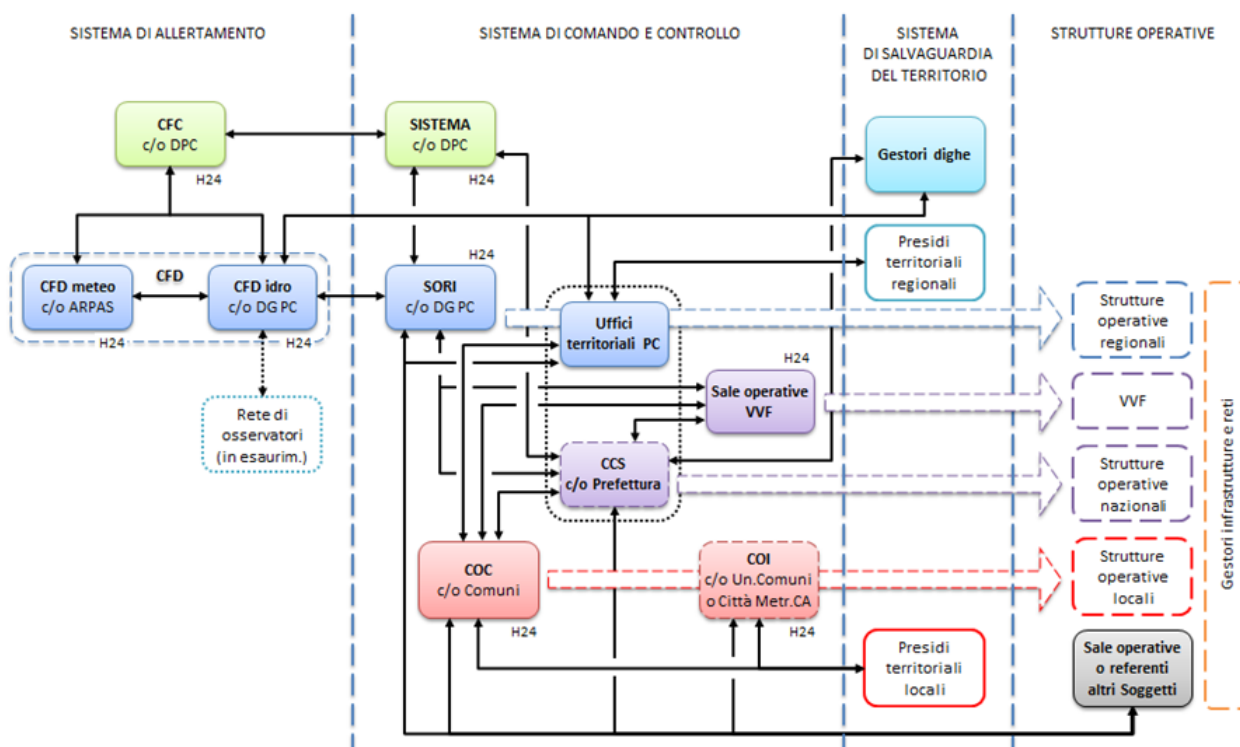 SISTEMA DI ALLERTAMENTO
SISTEMA DI COMANDO E CONTROLLO
SISTEMA
DI SALVAGUARDIA
DEL TERRITORIO
STRUTTURE OPERATIVE
CFC
c/o DPC
H24
SISTEMA
c/o DPC
H24
Gestori dighe
CFD meteo
c/o ARPAS
H24
CFD
CFD idro
c/o DG PC
H24
H24
SORI
c/o DG PC
Presidi
territoriali
regionali
Uffici
territoriali PC
Strutture
operative
regionali
Rete di
osservatori
(in esaurim.)
H24
Sale operative
VVF
VVF
CCS
c/o Prefettura
Strutture
operative
nazionali
COC
c/o Comuni
H24
COI
c/o Un.Comuni
o Città Metr.CA
H24
Strutture
operative
locali
Presidi
territoriali
locali
Sale operative
o referenti
altri Soggetti
Gestori infrastrutture e reti